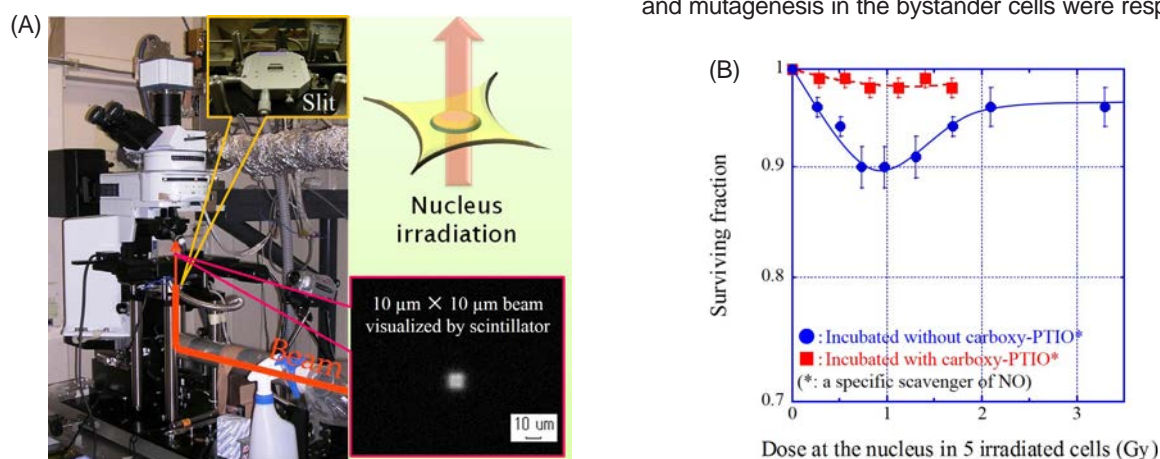 and mutagenesis in the bystander cells were resp
(A)
Slit
Nucleus
irradiation
10 µm × 10 µm beam
visualized by scintillator
Beam
10 um
(B)
Surviving fraction
1
0.9
0.8
0.7
: Incubated without carboxy-PTIO*
: Incubated with carboxy-PTIO*
(*: a specific scavenger of NO)
0 1 2 3
Dose at the nucleus in 5 irradiated cells (Gy)